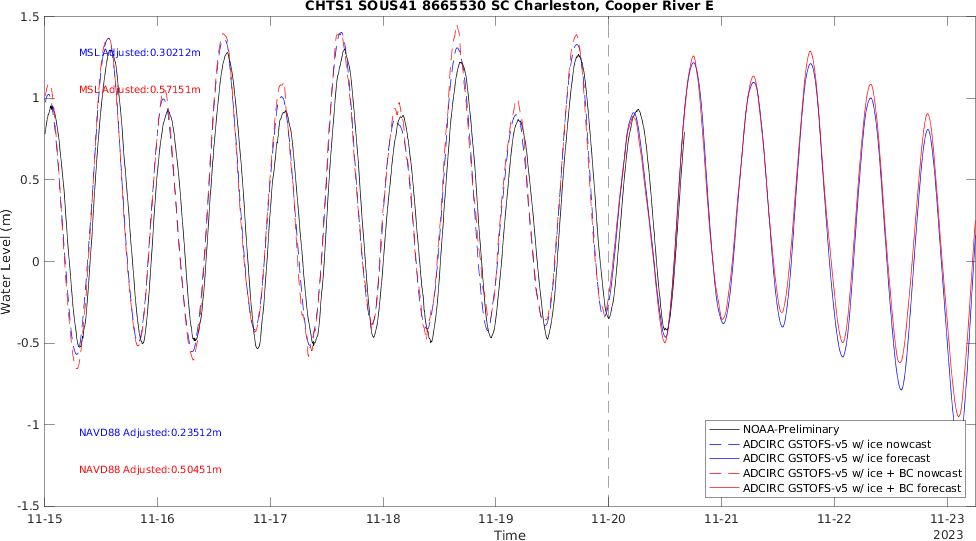 CHTS1 SOUS41 8665530 SC Charleston, Cooper River E
1.5
1
0.5
0
-0.5
-1
-1.5
Water Level (m)
MSL Adjusted:0.30212m
MSL Adjusted:0.57151m
NAVD88 Adjusted:0.23512m
NAVD88 Adjusted:0.50451m
NOAA-Preliminary
ADCIRC GSTOFS-v5 w/ ice nowcast
ADCIRC GSTOFS-v5 w/ ice forecast
ADCIRC GSTOFS-v5 w/ ice + BC nowcast
ADCIRC GSTOFS-v5 w/ ice + BC forecast
11-15 11-16 11-17 11-18 11-19 11-20 11-21 11-22 11-23
Time 2023